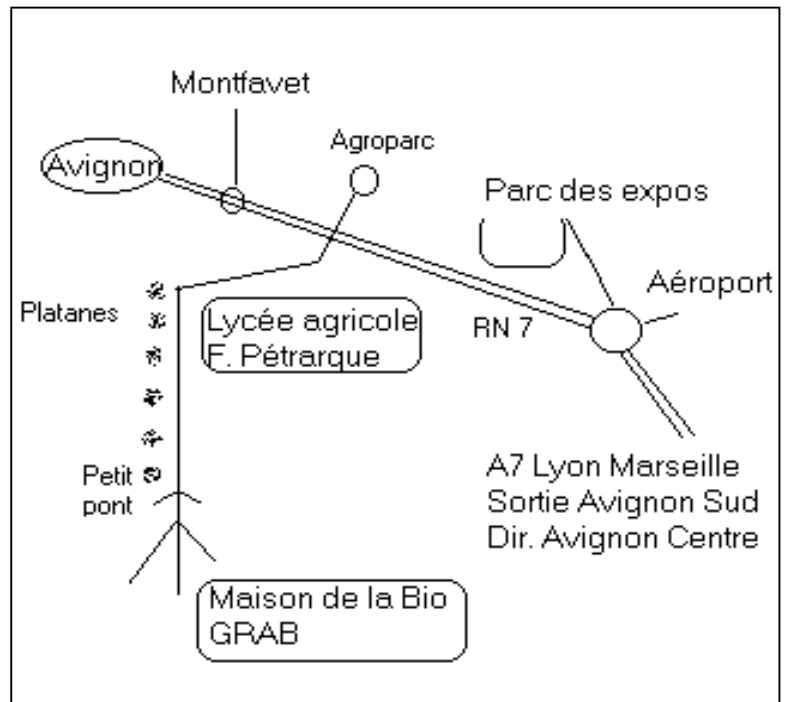 Montfavet
Agroparc
Avignon
Parc des expos
Aéroport
Platanes
Lycée agricole
F. Pétrarque
RN 7
Petit
pont
A7 Lyon Marseille
Sortie Avignon Sud
Dir. Avignon Centre
Maison de la Bio
GRAB